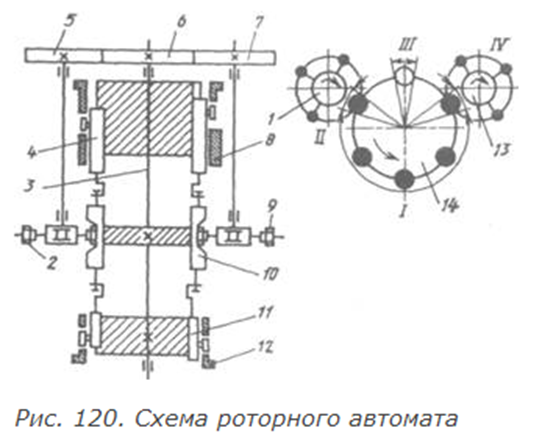 5 6 7
III IV
4 3 8 1 II 13
2 9 10 I 14
11
12
Рис. 120. Схема роторного автомата